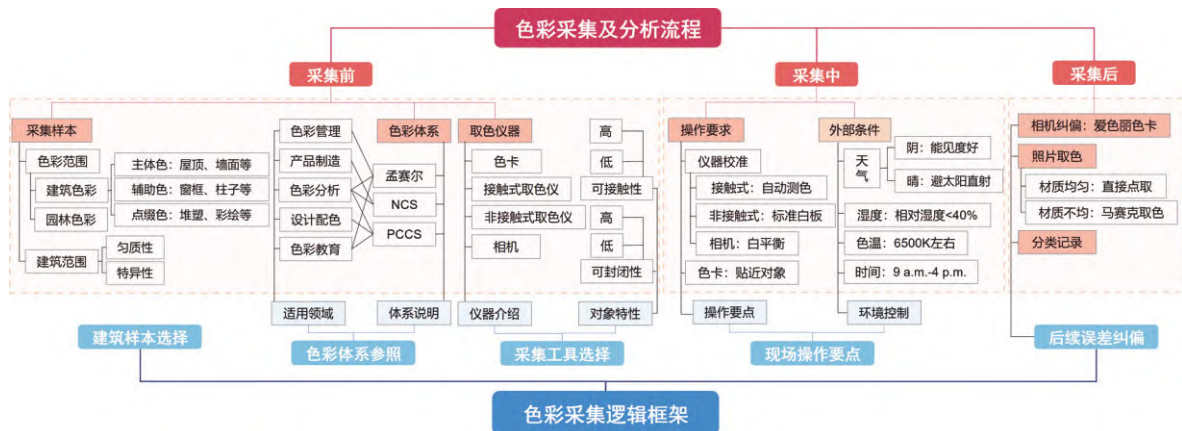 色彩采集及分析流程
采集前
采集中
采集后
采集样本
色彩范围
建筑色彩
主体色：屋顶、墙面等
辅助色：窗框、柱子等
点缀色：堆塑、彩绘等
园林色彩
建筑范围
匀质性
特异性
色彩管理
产品制造
色彩分析
设计配色
色彩教育
色彩体系
孟赛尔
NCS
PCCS
适用领域
体系说明
取色仪器
色卡
接触式取色仪
非接触式取色仪
相机
高
低
可接触性
高
低
可封闭性
仪器介绍
对象特性
操作要求
仪器校准
接触式：自动测色
非接触式：标准白板
相机：白平衡
色卡：贴近对象
操作要点
外部条件
天气
阴：能见度好
晴：避太阳直射
湿度：相对湿度<40%
色温：6500K左右
时间：9 a.m.-4 p.m.
环境控制
相机纠偏：爱色丽色卡
照片取色
材质均匀：直接点取
材质不均：马赛克取色
分类记录
建筑样本选择
色彩体系参照
采集工具选择
现场操作要点
后续误差纠偏
色彩采集逻辑框架